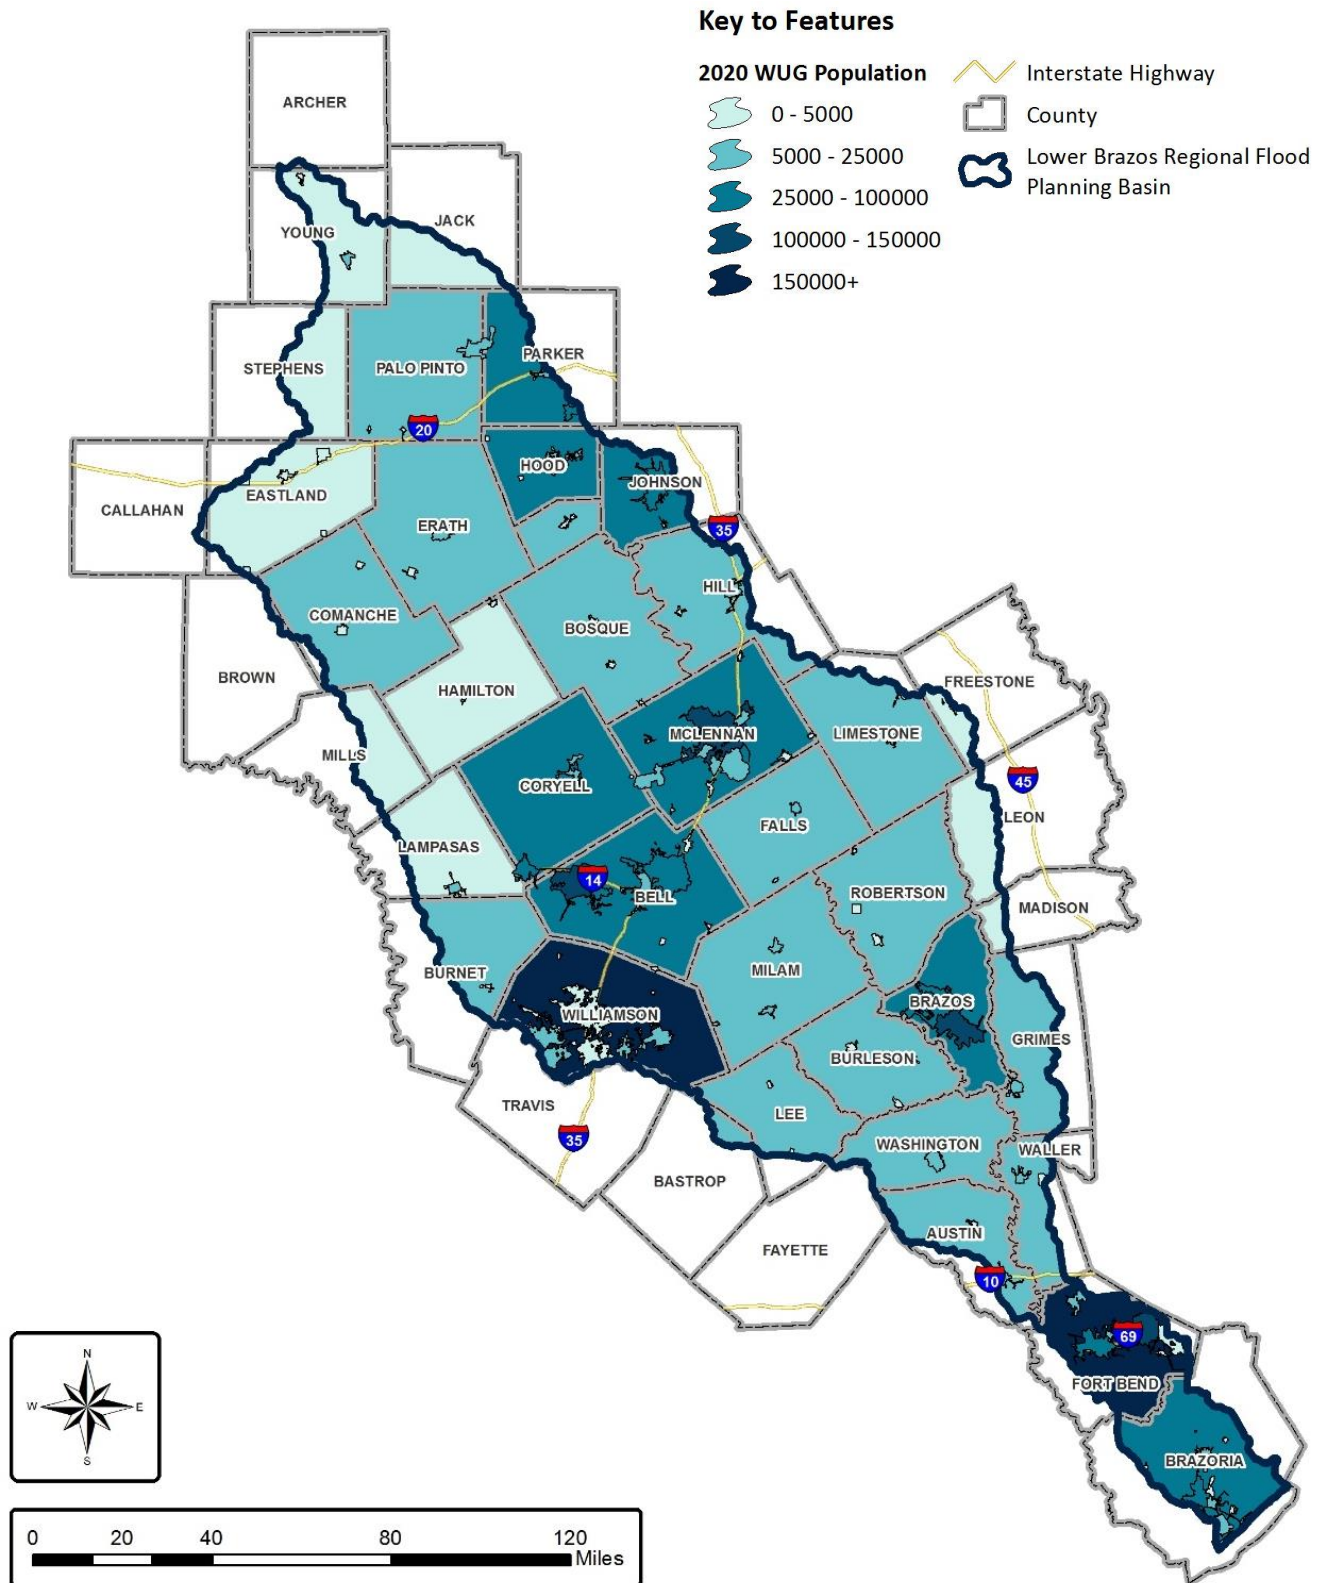 Key to Features
2020 WUG Population
0 - 5000
5000 - 25000
25000 - 100000
100000 - 150000
150000+
Interstate Highway
County
Lower Brazos Regional Flood
Planning Basin
ARCHER
YOUNG
JACK
STEPHENS
PALO PINTO
PARKER
20
HOOD
JOHNSON
CALLAHAN
EASTLAND
ERATH
35
HILL
COMANCHE
BOSQUE
BROWN
HAMILTON
FREESTONE
MILLS
MCLENNAN
LIMESTONE
CORYELL
45
FALLS
LEON
LAMPASAS
14
BELL
ROBERTSON
MADISON
BURNET
MILAM
BRAZOS
WILLIAMSON
GRIMES
BURLESON
TRAVIS
LEE
35
WASHINGTON
WALLER
BASTROP
AUSTIN
FAYETTE
10
69
FORT BEND
BRAZORIA
N
W E
S
0 20 40 80 120
Miles